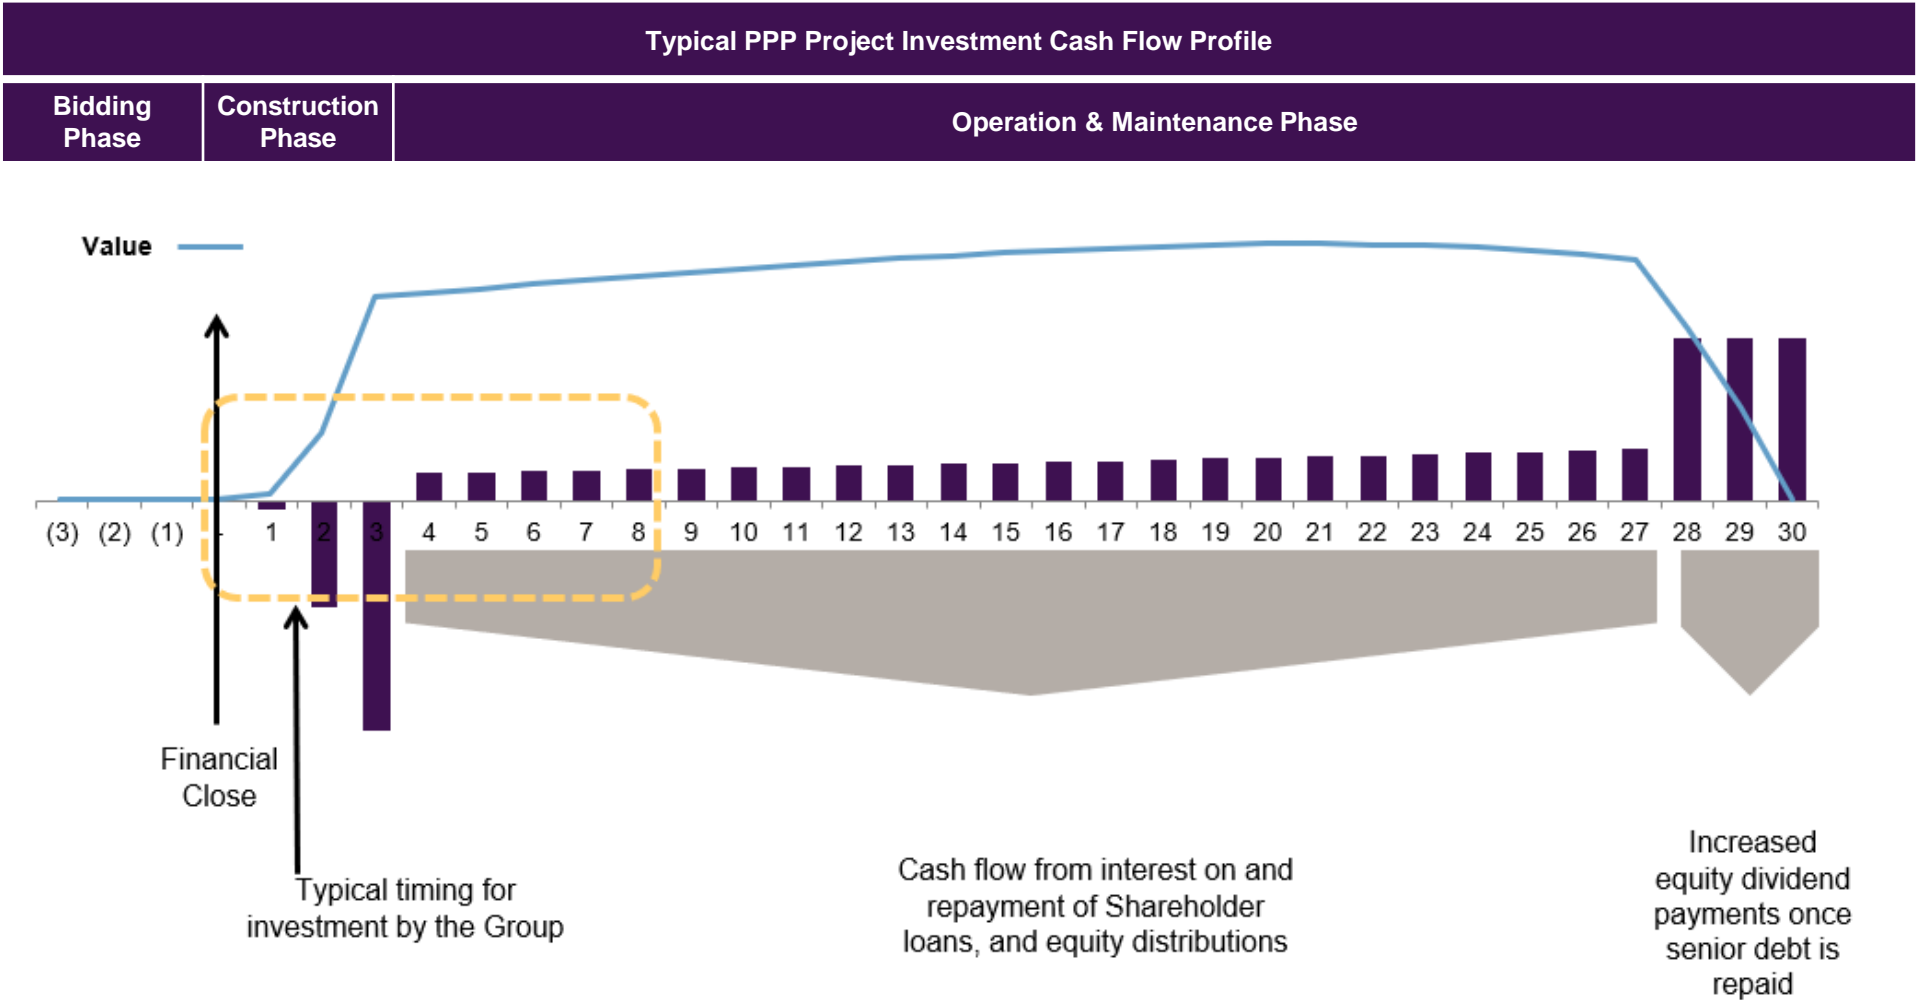 Typical PPP Project Investment Cash Flow Profile
Bidding
Phase
Construction
Phase
Operation & Maintenance Phase
Value
(3) (2) (1) - 1 2 3 4 5 6 7 8 9 10 11 12 13 14 15 16 17 18 19 20 21 22 23 24 25 26 27 28 29 30
Financial
Close
Typical timing for
investment by the Group
Cash flow from interest on and
repayment of Shareholder
loans, and equity distributions
Increased
equity dividend
payments once
senior debt is
repaid